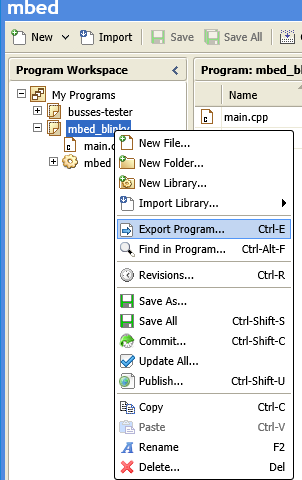 mbed
New Import Save Save All
Program Workspace
Program: mbed_bl
My Programs
busses-tester
mbed_blinky
main.c
mbed
Name
main.cpp
New File...
New Folder...
New Library...
Import Library...
Export Program... Ctrl-E
Find in Program... Ctrl-Alt-F
Revisions... Ctrl-R
Save As...
Save All Ctrl-Shift-S
Commit... Ctrl-Shift-C
Update All...
Publish... Ctrl-Shift-U
Copy Ctrl-C
Paste Ctrl-V
Rename F2
Delete... Del